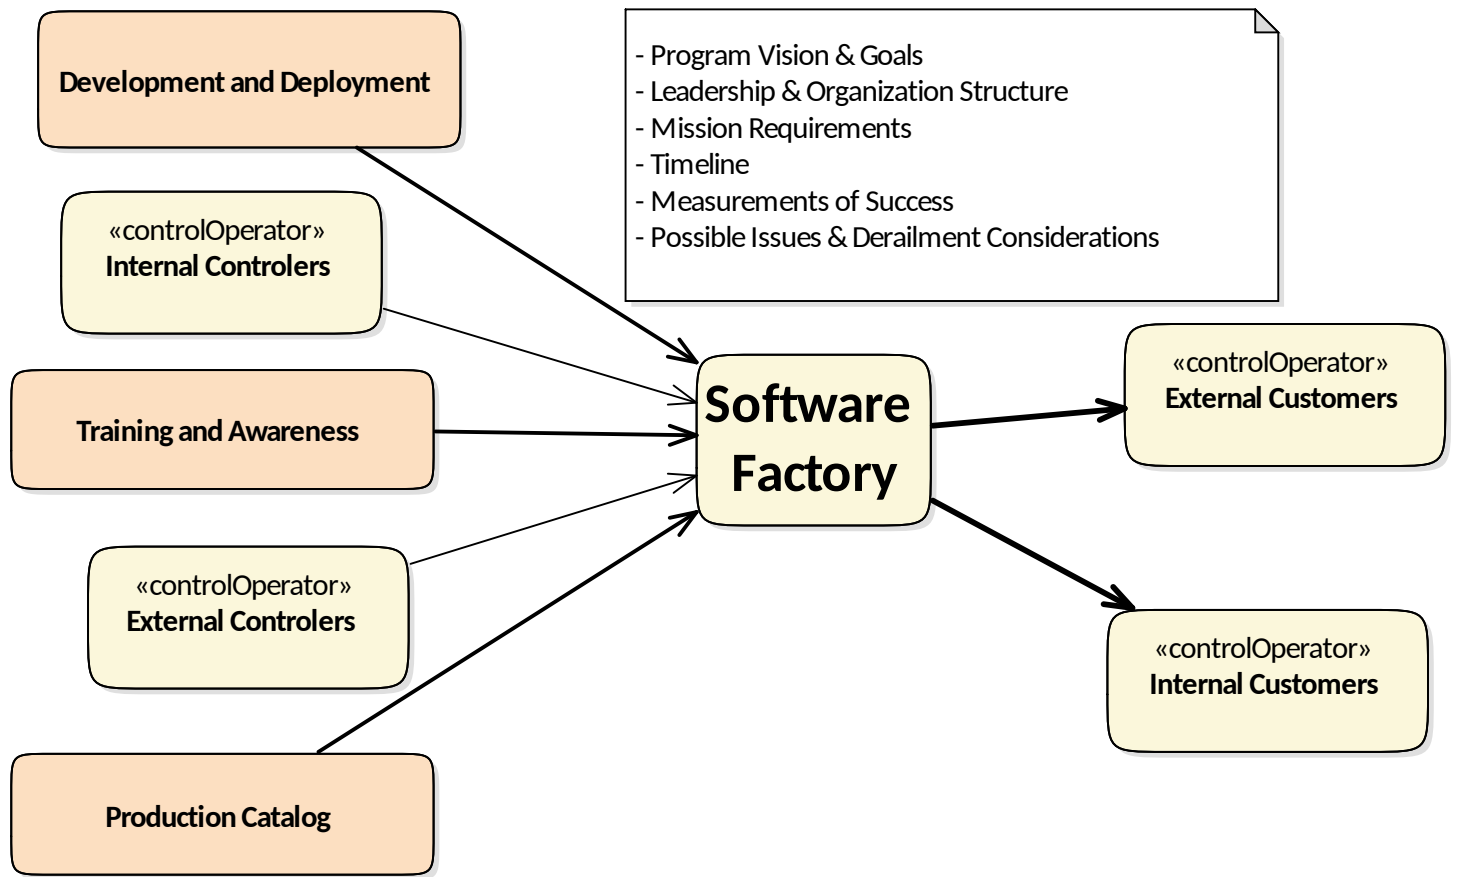 Development and Deployment
- Program Vision & Goals
- Leadership & Organization Structure
- Mission Requirements
- Timeline
- Measurements of Success
- Possible Issues & Derailment Considerations
«controlOperator»
Internal Controlers
Training and Awareness
«controlOperator»
External Controlers
Production Catalog
Software
Factory
«controlOperator»
External Customers
«controlOperator»
Internal Customers